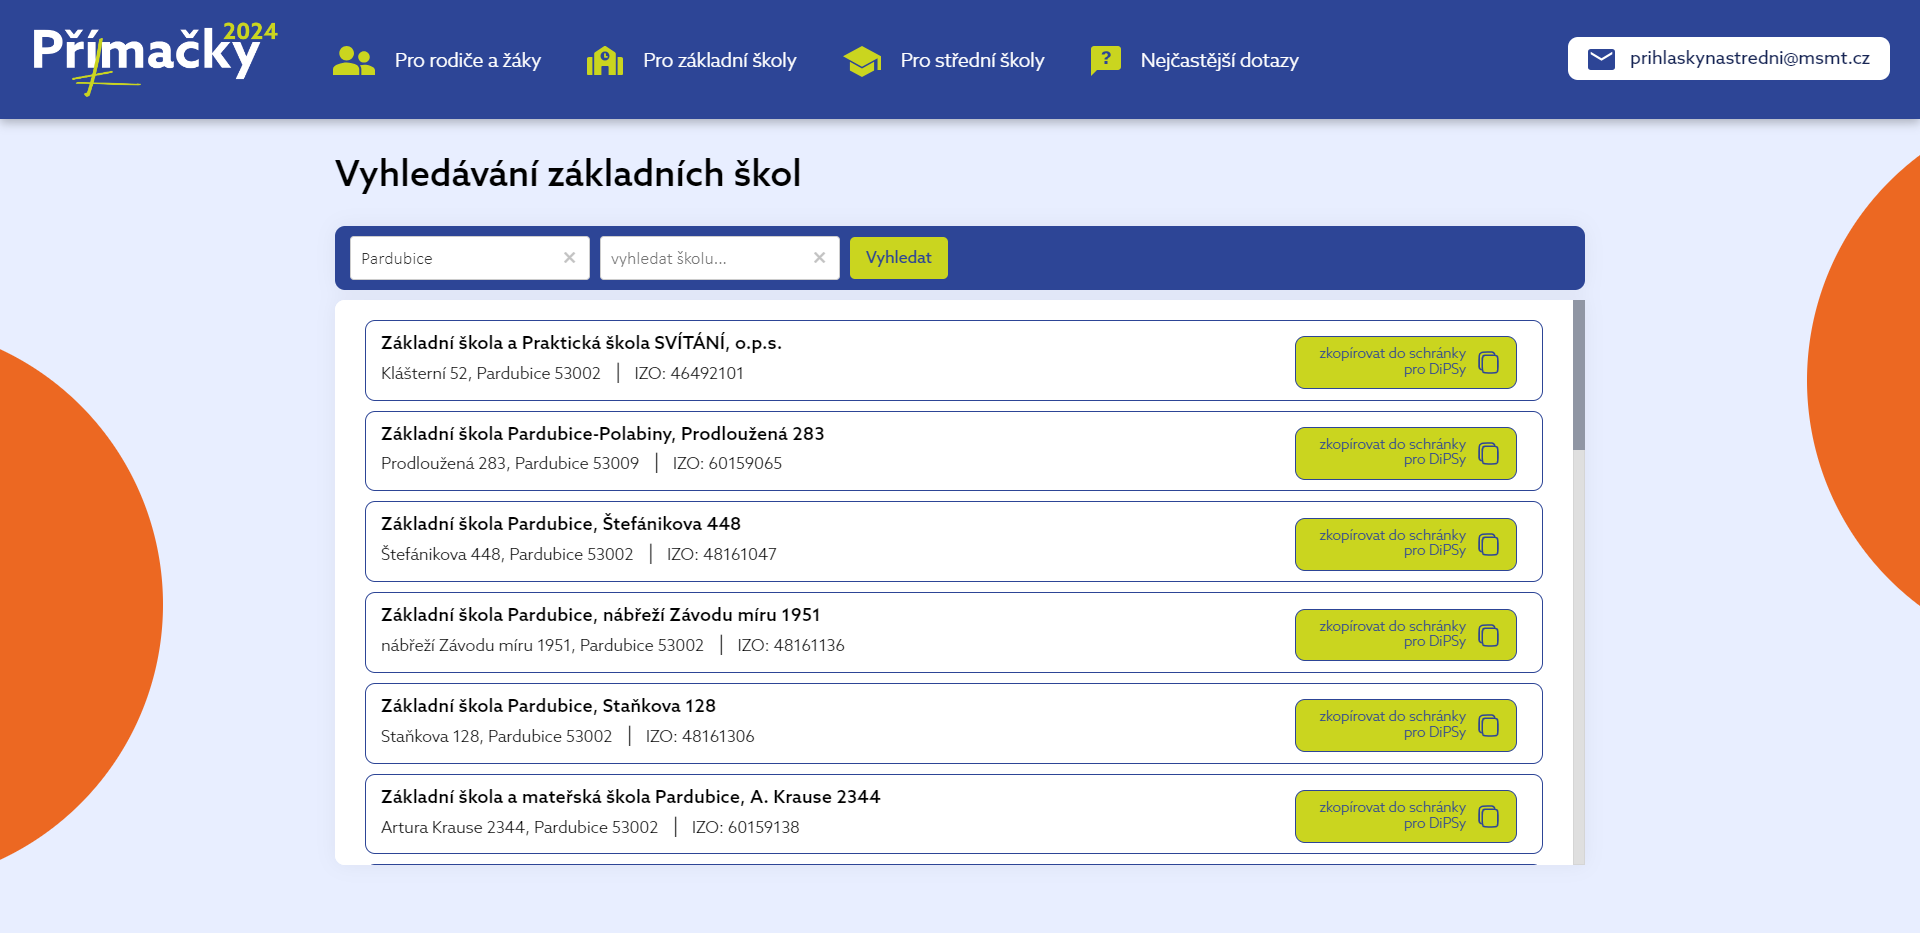 Přímačky 2024
Pro rodiče a žáky
Pro základní školy
Pro střední školy
Nejčastější dotazy
prihlaskynastredni@msmt.cz
Vyhledávání základních škol
Pardubice ×
vyhledat školu... ×
Vyhledat
Základní škola a Praktická škola SVÍTÁNÍ, o.p.s.
Klášterní 52, Pardubice 53002 | IZO: 46492101
zkopírovat do schránky
pro DiPSy
Základní škola Pardubice-Polabiny, Prodloužená 283
Prodloužená 283, Pardubice 53009 | IZO: 60159065
zkopírovat do schránky
pro DiPSy
Základní škola Pardubice, Štefánikova 448
Štefánikova 448, Pardubice 53002 | IZO: 48161047
zkopírovat do schránky
pro DiPSy
Základní škola Pardubice, nábřeží Závodu míru 1951
nábřeží Závodu míru 1951, Pardubice 53002 | IZO: 48161136
zkopírovat do schránky
pro DiPSy
Základní škola Pardubice, Staňkova 128
Staňkova 128, Pardubice 53002 | IZO: 48161306
zkopírovat do schránky
pro DiPSy
Základní škola a mateřská škola Pardubice, A. Krause 2344
Artura Krause 2344, Pardubice 53002 | IZO: 60159138
zkopírovat do schránky
pro DiPSy